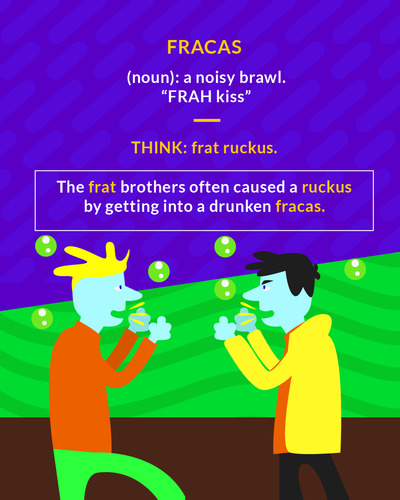 FRACAS
(noun): a noisy brawl.
“FRAH kiss”
THINK: frat ruckus.
The frat brothers often caused a ruckus
by getting into a drunken fracas.